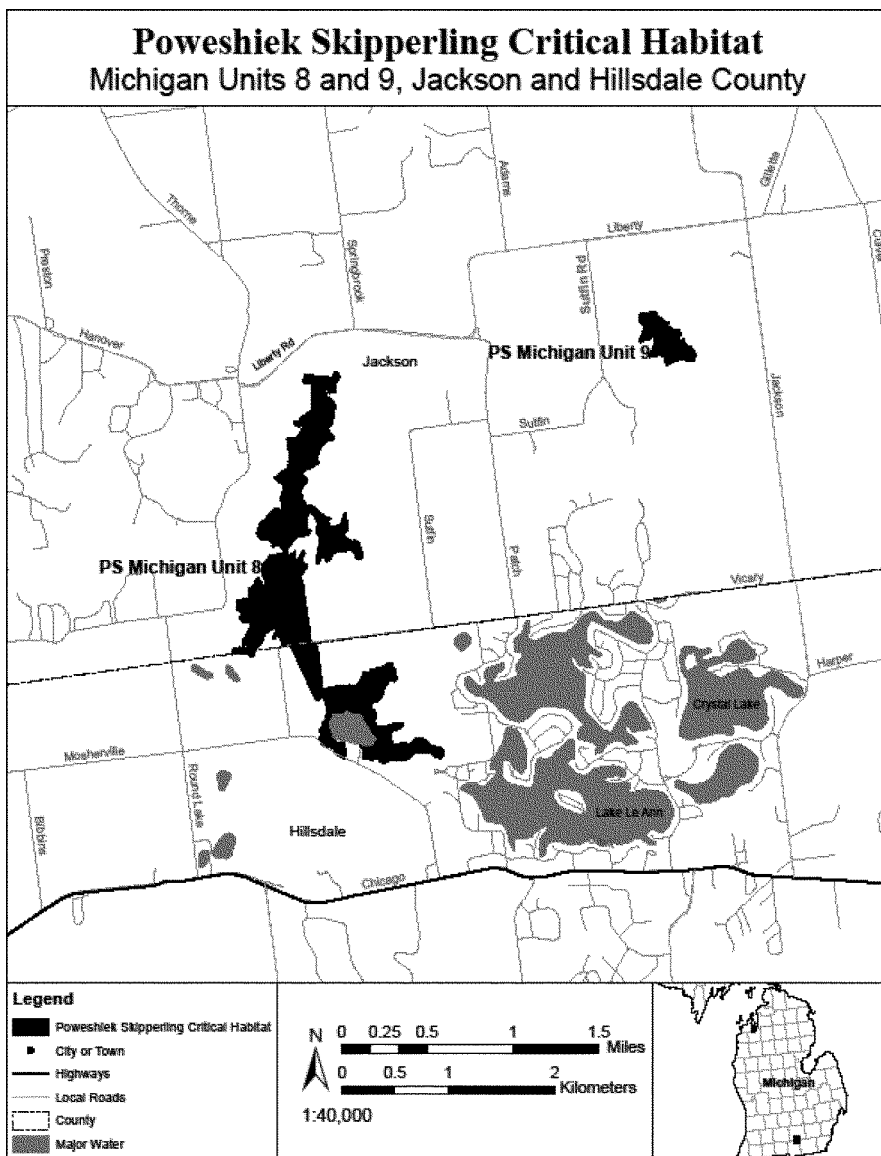 Poweshiek Skipperling Critical Habitat
Michigan Units 8 and 9, Jackson and Hillsdale County
Adams
Gillette
Thorne
Liberty
Culver
Preston
Springbrook
Sutfin Rd
Hanover
Liberty Rd
Jackson
PS Michigan Unit 9
Jackson
Sutfin
Sutfin
Patch
PS Michigan Unit 8
Vicary
Harper
Crystal Lake
Mosherville
Round Lake
Lake Le Ann
Bibbins
Hillsdale
Chicago
Legend
Poweshiek Skipperling Critical Habitat
City or Town
Highways
Local Roads
County
Major Water
N
0 0.25 0.5 1 1.5
Miles
0 0.5 1 2
Kilometers
1:40,000
Michigan